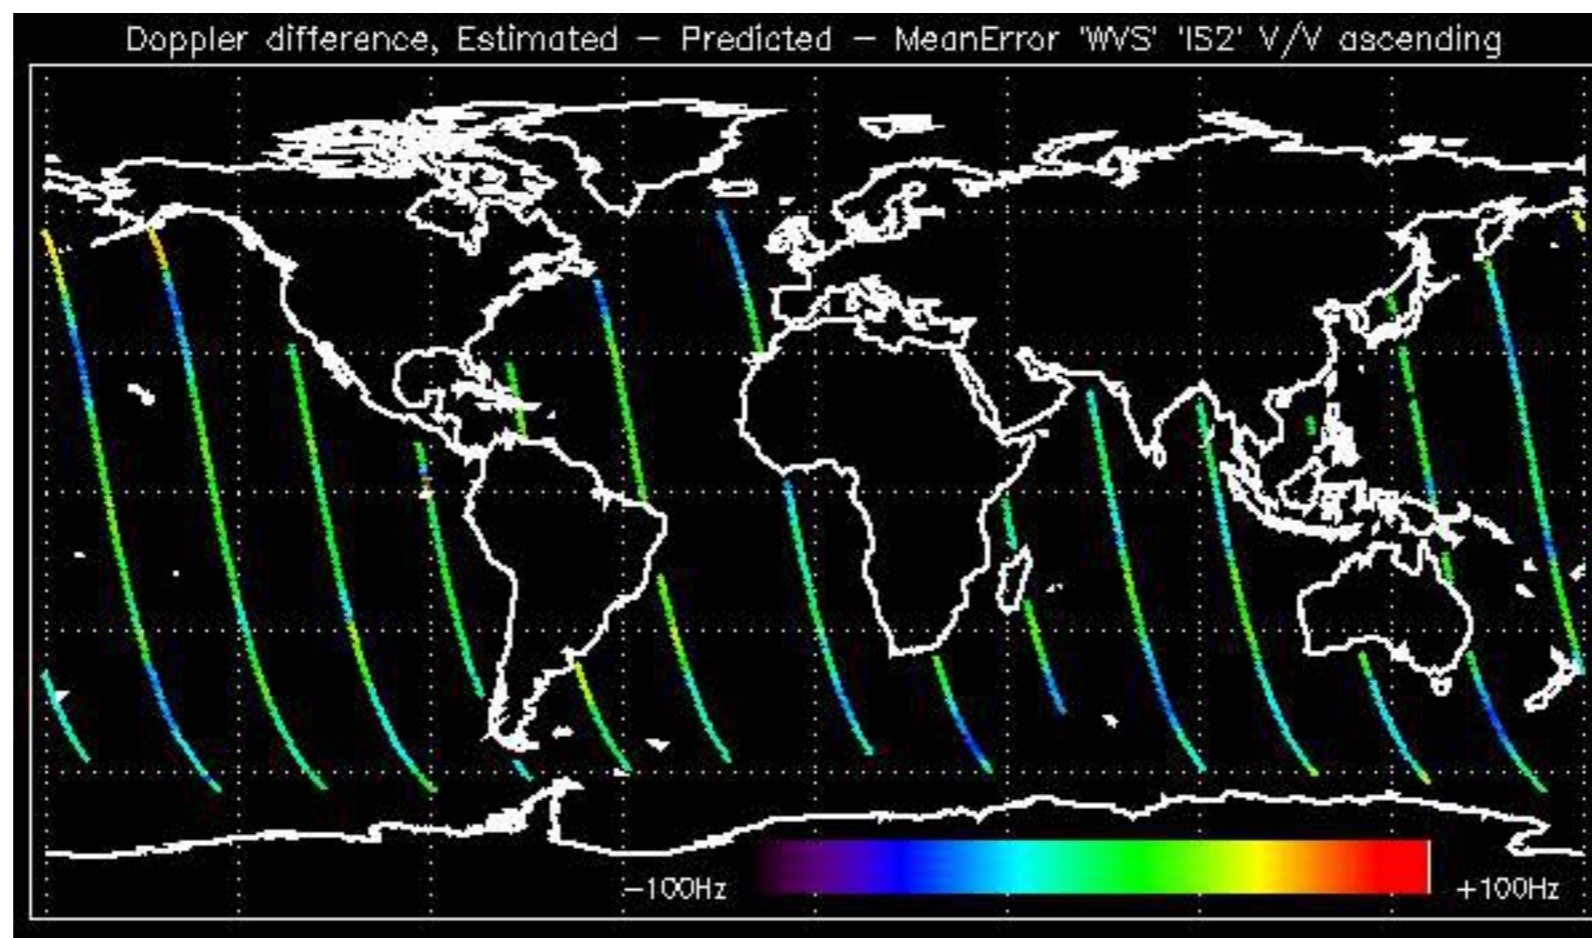 Doppler difference, Estimated – Predicted – MeanError 'WVS' 'IS2' V/V ascending
–100Hz +100Hz